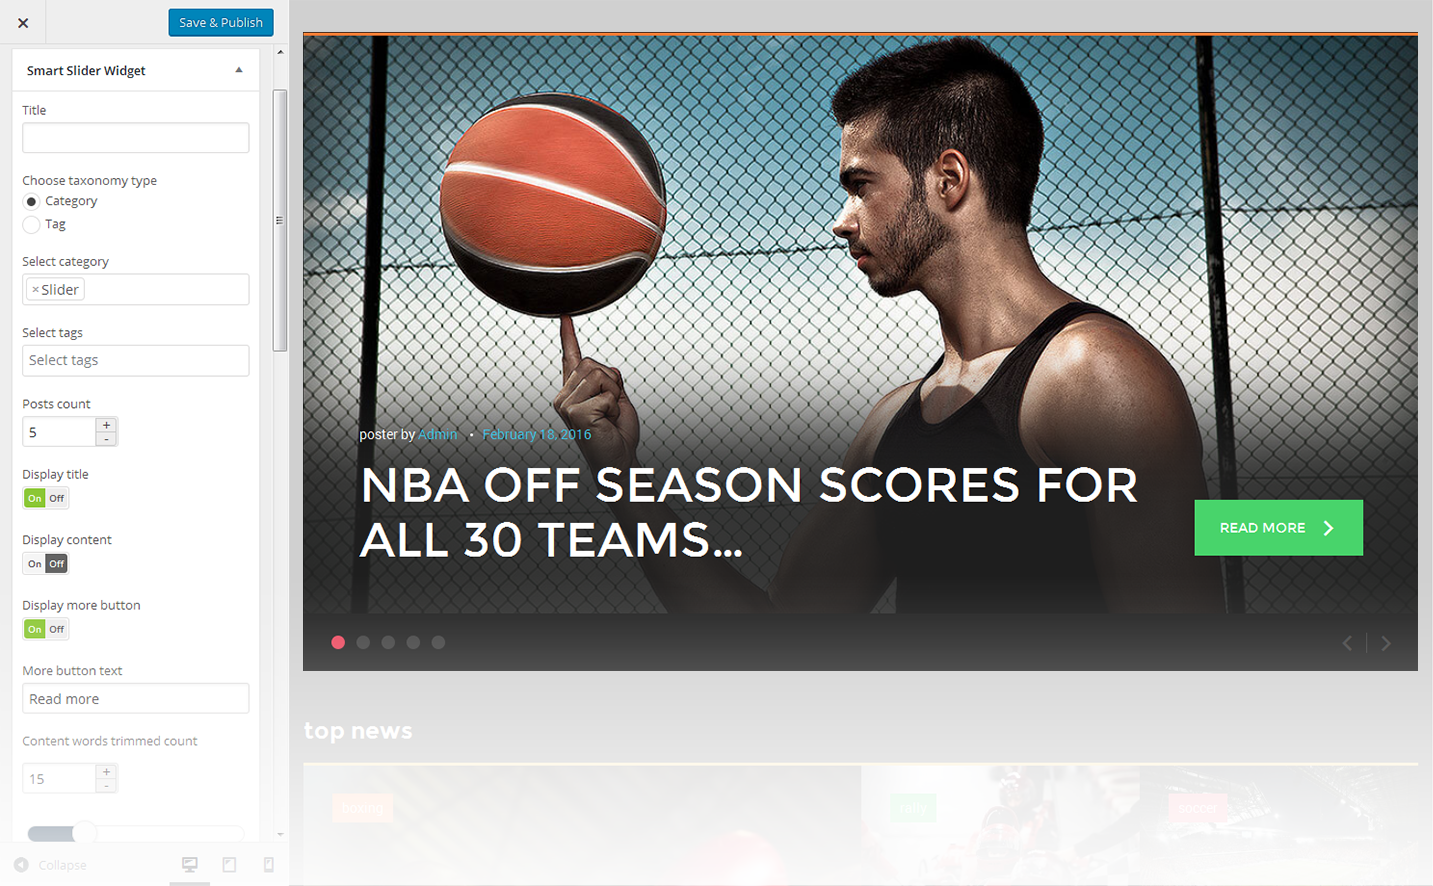 × Save & Publish
Smart Slider Widget
Title
Choose taxonomy type
Category
Tag
Select category
× Slider
Select tags
Select tags
Posts count
5 + -
Display title
On Off
Display content
On Off
Display more button
On Off
More button text
Read more
Content words trimmed count
15 + -
Collapse
poster by Admin • February 18, 2016
NBA OFF SEASON SCORES FOR
ALL 30 TEAMS...
READ MORE
top news
boxing
rally
soccer